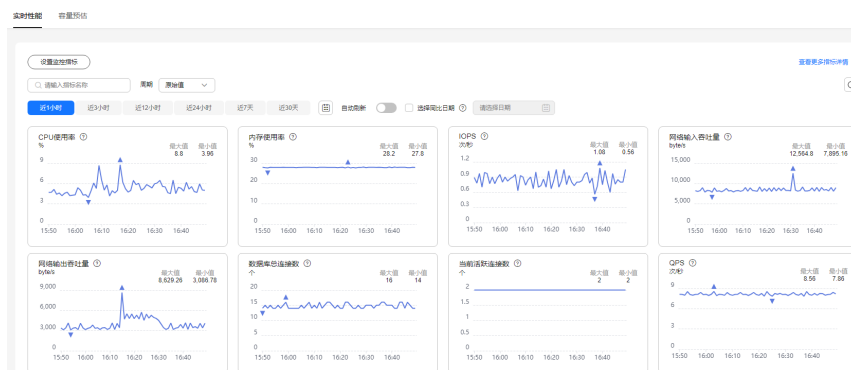 实时性能 容量预估
设置监控指标 查看更多指标详情
请输入指标名称 周期 原始值
近1小时 近3小时 近12小时 近24小时 近7天 近30天 自动刷新 选择同比日期 请选择日期
CPU使用率
% 最大值 最小值
8.8 3.96
9
6
3
0
15:50 16:00 16:10 16:20 16:30 16:40
内存使用率
% 最大值 最小值
28.2 27.8
30
20
10
0
15:50 16:00 16:10 16:20 16:30 16:40
IOPS
次/秒 最大值 最小值
1.08 0.56
1.2
0.9
0.6
0.3
0
15:50 16:00 16:10 16:20 16:30 16:40
网络输入吞吐量
byte/s 最大值 最小值
12,564.8 7,895.16
15,000
10,000
5,000
0
15:50 16:00 16:10 16:20 16:30 16:40
网络输出吞吐量
byte/s 最大值 最小值
8,629.26 3,086.78
9,000
6,000
3,000
0
15:50 16:00 16:10 16:20 16:30 16:40
数据库总连接数
个 最大值 最小值
16 14
20
15
10
5
0
15:50 16:00 16:10 16:20 16:30 16:40
当前活跃连接数
个 最大值 最小值
2 2
2
1.5
1
0.5
0
15:50 16:00 16:10 16:20 16:30 16:40
QPS
次/秒 最大值 最小值
8.56 7.86
9
6
3
0
15:50 16:00 16:10 16:20 16:30 16:40